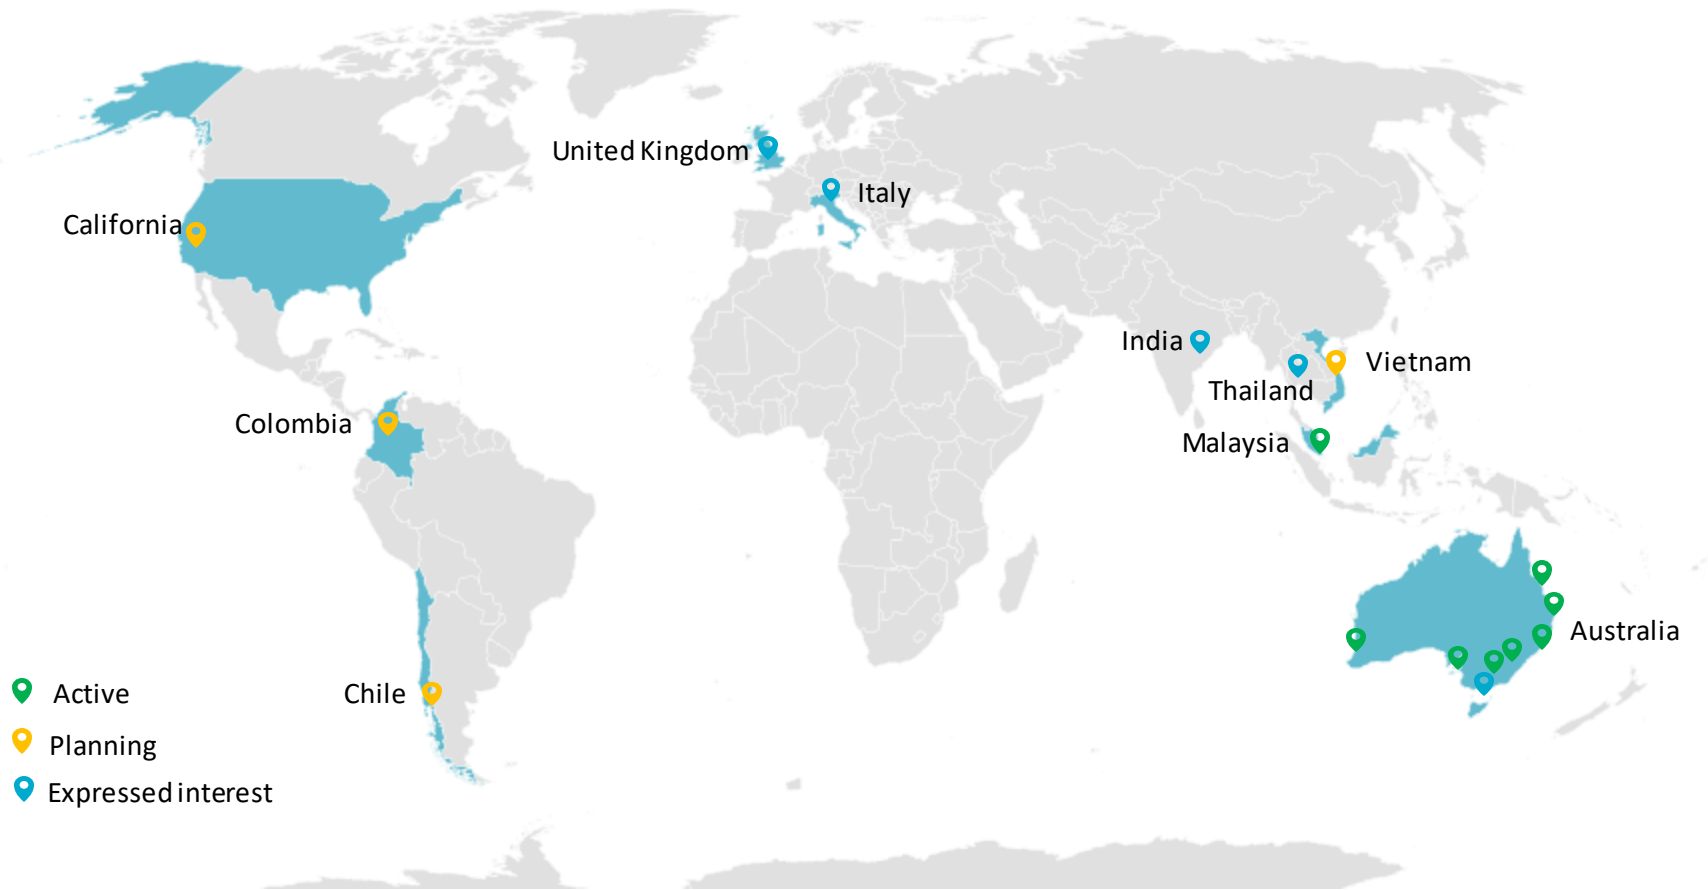 United Kingdom
Italy
California
India
Vietnam
Thailand
Colombia
Malaysia
Australia
Chile
Active
Planning
Expressed interest